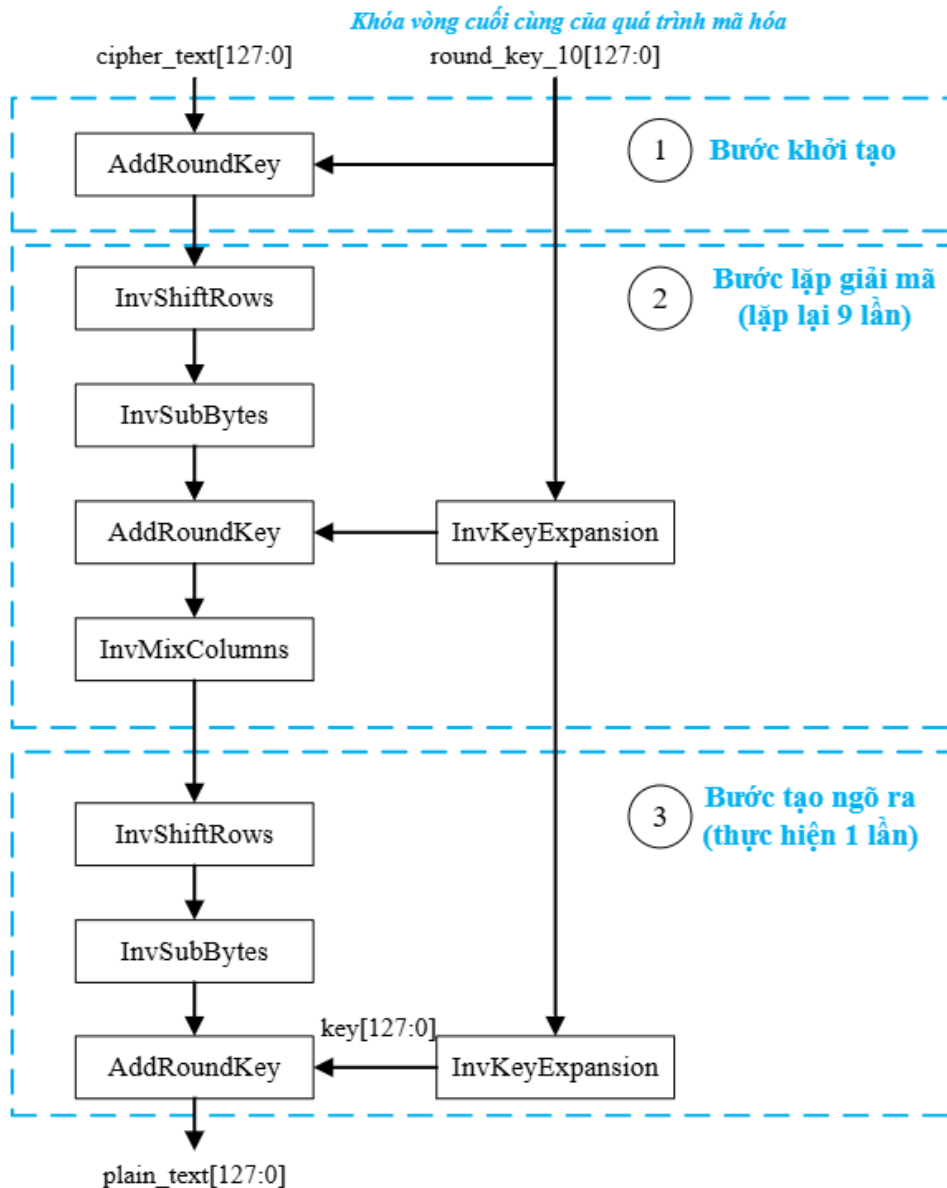 Khóa vòng cuối cùng của quá trình mã hóa
cipher_text[127:0]
round_key_10[127:0]
AddRoundKey
1
Bước khởi tạo
InvShiftRows
2
Bước lặp giải mã
(lặp lại 9 lần)
InvSubBytes
AddRoundKey
InvKeyExpansion
InvMixColumns
InvShiftRows
3
Bước tạo ngõ ra
(thực hiện 1 lần)
InvSubBytes
key[127:0]
AddRoundKey
InvKeyExpansion
plain_text[127:0]